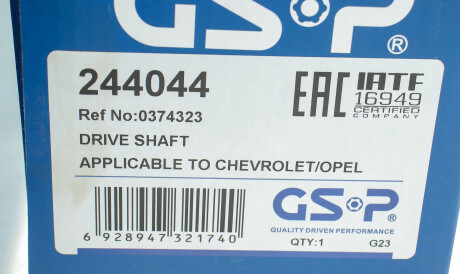 GSP®
244044
Ref No:0374323
DRIVE SHAFT
APPLICABLE TO CHEVROLET/OPEL
EAC
IATF
16949
CERTIFIED
COMPANY
6 928947 321740
GSP®
QUALITY DRIVEN PERFORMANCE
QTY:1 G23